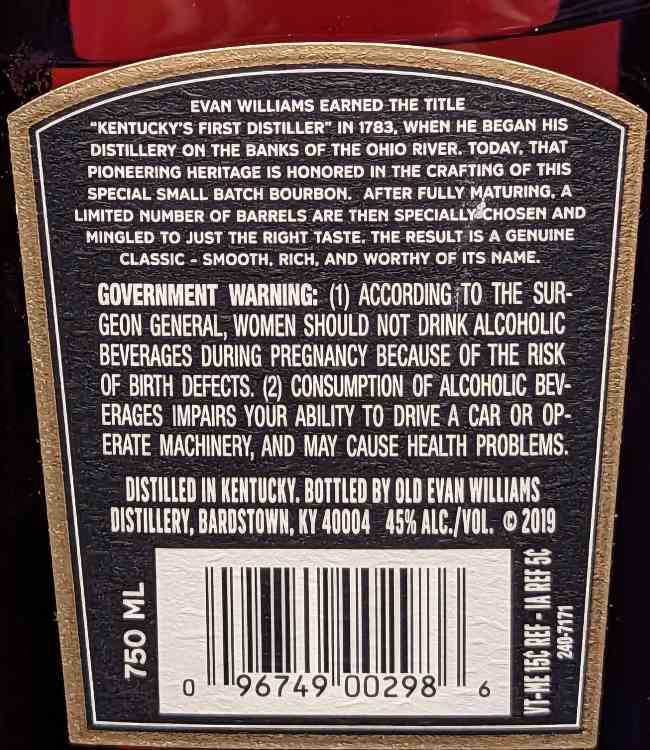 EVAN WILLIAMS EARNED THE TITLE
"KENTUCKY'S FIRST DISTILLER" IN 1783, WHEN HE BEGAN HIS
DISTILLERY ON THE BANKS OF THE OHIO RIVER. TODAY, THAT
PIONEERING HERITAGE IS HONORED IN THE CRAFTING OF THIS
SPECIAL SMALL BATCH BOURBON. AFTER FULLY MATURING, A
LIMITED NUMBER OF BARRELS ARE THEN SPECIALLY CHOSEN AND
MINGLED TO JUST THE RIGHT TASTE. THE RESULT IS A GENUINE
CLASSIC - SMOOTH, RICH, AND WORTHY OF ITS NAME.
GOVERNMENT WARNING: (1) ACCORDING TO THE SUR-
GEON GENERAL, WOMEN SHOULD NOT DRINK ALCOHOLIC
BEVERAGES DURING PREGNANCY BECAUSE OF THE RISK
OF BIRTH DEFECTS. (2) CONSUMPTION OF ALCOHOLIC BEV-
ERAGES IMPAIRS YOUR ABILITY TO DRIVE A CAR OR OP-
ERATE MACHINERY, AND MAY CAUSE HEALTH PROBLEMS.
DISTILLED IN KENTUCKY. BOTTLED BY OLD EVAN WILLIAMS
DISTILLERY, BARDSTOWN, KY 40004 45% ALC./VOL. © 2019
750 ML
0 96749 00298 6
VT-ME 15C REF - IA REF 5C
240-7171